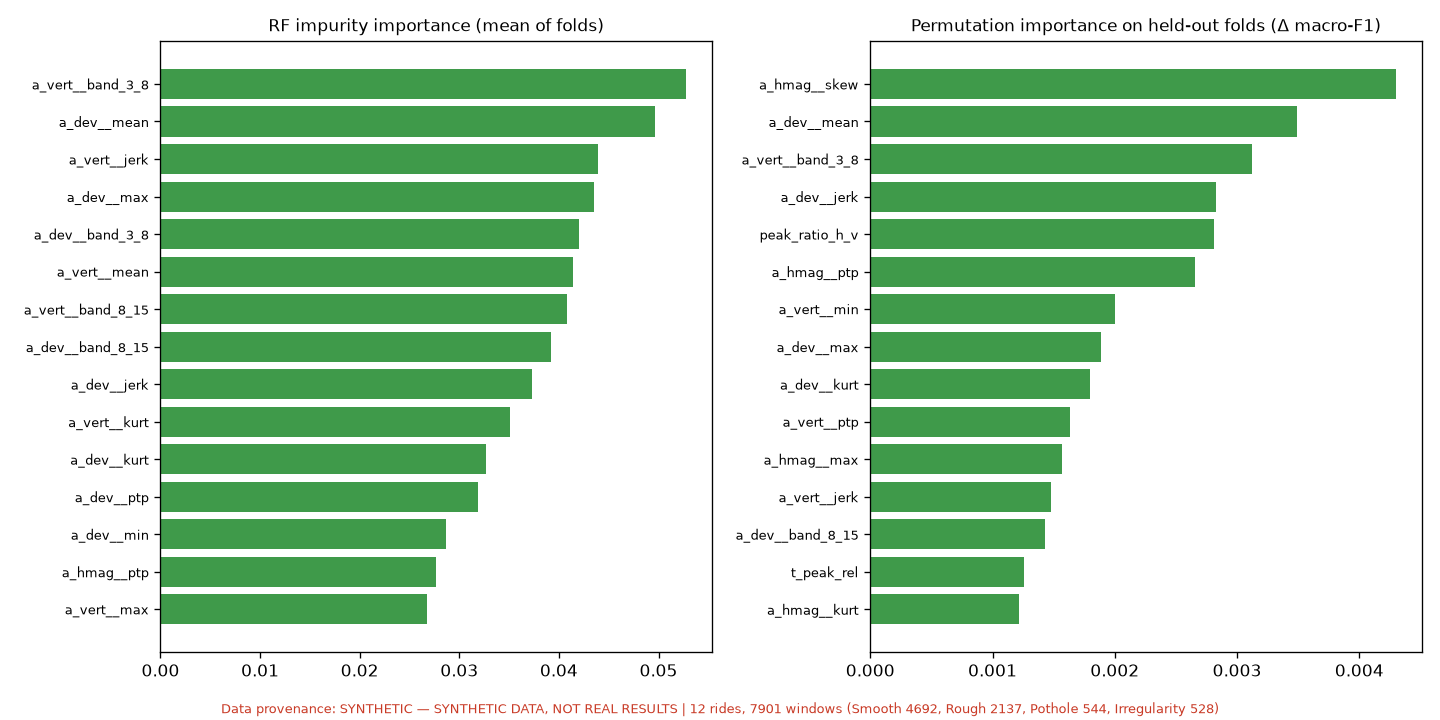 RF impurity importance (mean of folds)
a_vert__band_3_8
a_dev__mean
a_vert__jerk
a_dev__max
a_dev__band_3_8
a_vert__mean
a_vert__band_8_15
a_dev__band_8_15
a_dev__jerk
a_vert__kurt
a_dev__kurt
a_dev__ptp
a_dev__min
a_hmag__ptp
a_vert__max
0.00 0.01 0.02 0.03 0.04 0.05
Permutation importance on held-out folds (Δ macro-F1)
a_hmag__skew
a_dev__mean
a_vert__band_3_8
a_dev__jerk
peak_ratio_h_v
a_hmag__ptp
a_vert__min
a_dev__max
a_dev__kurt
a_vert__ptp
a_hmag__max
a_vert__jerk
a_dev__band_8_15
t_peak_rel
a_hmag__kurt
0.000 0.001 0.002 0.003 0.004
Data provenance: SYNTHETIC — SYNTHETIC DATA, NOT REAL RESULTS | 12 rides, 7901 windows (Smooth 4692, Rough 2137, Pothole 544, Irregularity 528)